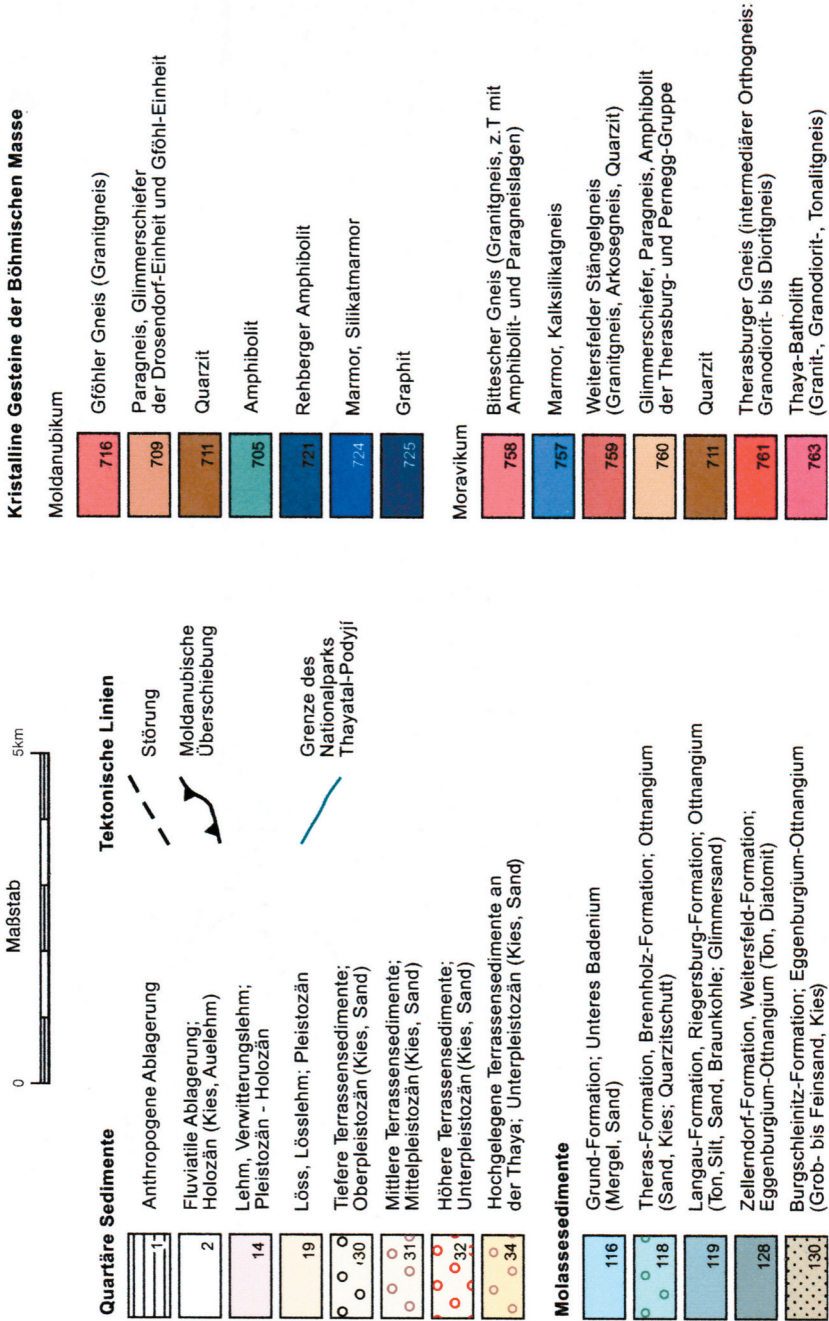 Maßstab
0
5km
Quartäre Sedimente
1
Anthropogene Ablagerung
2
Fluviatile Ablagerung;
Holozän (Kies, Auelehm)
14
Lehm, Verwitterungslehm;
Pleistozän - Holozän
19
Löss, Lösslehm; Pleistozän
30
Tiefere Terrassensedimente;
Oberpleistozän (Kies, Sand)
31
Mittlere Terrassensedimente;
Mittelpleistozän (Kies, Sand)
32
Höhere Terrassensedimente;
Unterpleistozän (Kies, Sand)
34
Hochgelegene Terrassensedimente an
der Thaya; Unterpleistozän (Kies, Sand)
Tektonische Linien
Störung
Moldanubische
Überschiebung
Grenze des
Nationalparks
Thayatal-Podyjí
Molassesedimente
116
Grund-Formation; Unteres Badenium
(Mergel, Sand)
118
Theras-Formation, Brennholz-Formation; Ottnangium
(Sand, Kies; Quarzitschutt)
119
Langau-Formation, Riegersburg-Formation; Ottnangium
(Ton, Silt, Sand, Braunkohle; Glimmersand)
128
Zellerndorf-Formation, Weitersfeld-Formation;
Eggenburgium-Ottnangium (Ton, Diatomit)
130
Burgschleinitz-Formation; Eggenburgium-Ottnangium
(Grob- bis Feinsand, Kies)
Kristalline Gesteine der Böhmischen Masse
Moldanubikum
716
Gföhler Gneis (Granitgneis)
709
Paragneis, Glimmerschiefer
der Drosendorf-Einheit und Gföhl-Einheit
711
Quarzit
705
Amphibolit
721
Rehberger Amphibolit
724
Marmor, Silikatmarmor
725
Graphit
Moravikum
758
Bittescher Gneis (Granitgneis, z.T mit
Amphibolit- und Paragneislagen)
757
Marmor, Kalksilikatgneis
759
Weitersfelder Stängelgneis
(Granitgneis, Arkosegneis, Quarzit)
760
Glimmerschiefer, Paragneis, Amphibolit
der Therasburg- und Pernegg-Gruppe
711
Quarzit
761
Therasburger Gneis (intermediärer Orthogneis:
Granodiorit- bis Dioritgneis)
763
Thaya-Batholith
(Granit-, Granodiorit-, Tonalitgneis)